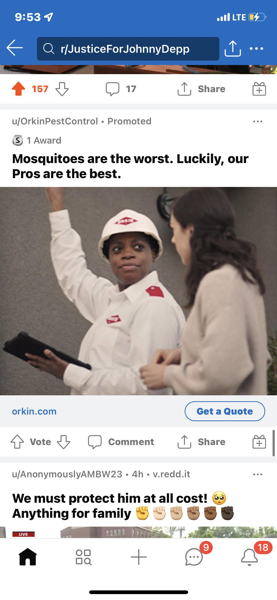 9:53
LTE
r/JusticeForJohnnyDepp
157
17
Share
u/OrkinPestControl • Promoted
S 1 Award
Mosquitoes are the worst. Luckily, our
Pros are the best.
orkin.com
Get a Quote
Vote
Comment
Share
u/AnonymouslyAMBW23 • 4h • v.redd.it
We must protect him at all cost! 🥺
Anything for family ✊✊🏻✊🏼✊🏽✊🏾✊🏿
LIVE
9
18